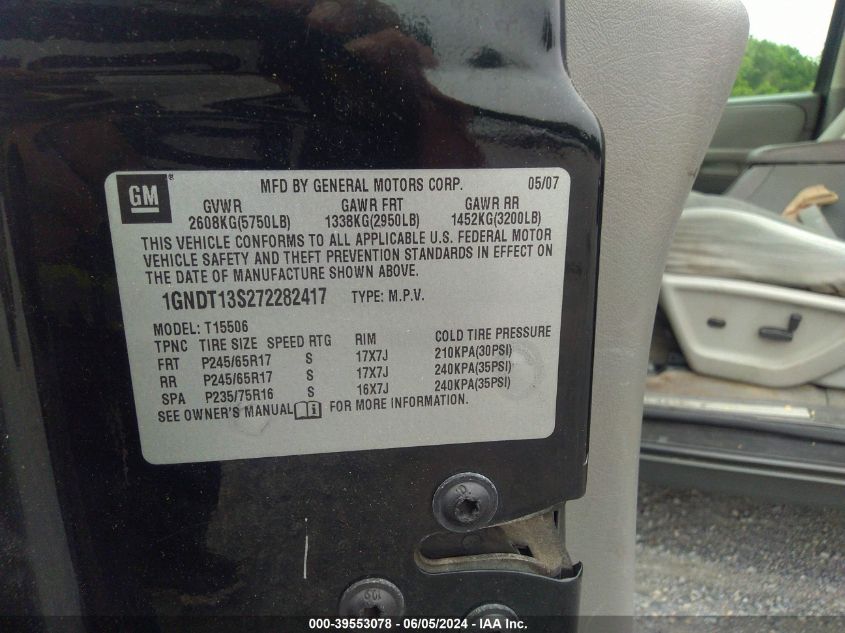 GM MFD BY GENERAL MOTORS CORP. 05/07
GVWR GAWR FRT GAWR RR
2608KG(5750LB) 1338KG(2950LB) 1452KG(3200LB)
THIS VEHICLE CONFORMS TO ALL APPLICABLE U.S. FEDERAL MOTOR
VEHICLE SAFETY AND THEFT PREVENTION STANDARDS IN EFFECT ON
THE DATE OF MANUFACTURE SHOWN ABOVE.
1GNDT13S272282417 TYPE: M.P.V.
MODEL: T15506
TPNC TIRE SIZE SPEED RTG RIM COLD TIRE PRESSURE
FRT P245/65R17 S 17X7J 210KPA(30PSI)
RR P245/65R17 S 17X7J 240KPA(35PSI)
SPA P235/75R16 S 16X7J 240KPA(35PSI)
SEE OWNER'S MANUAL FOR MORE INFORMATION.
000-39553078 - 06/05/2024 - IAA Inc.